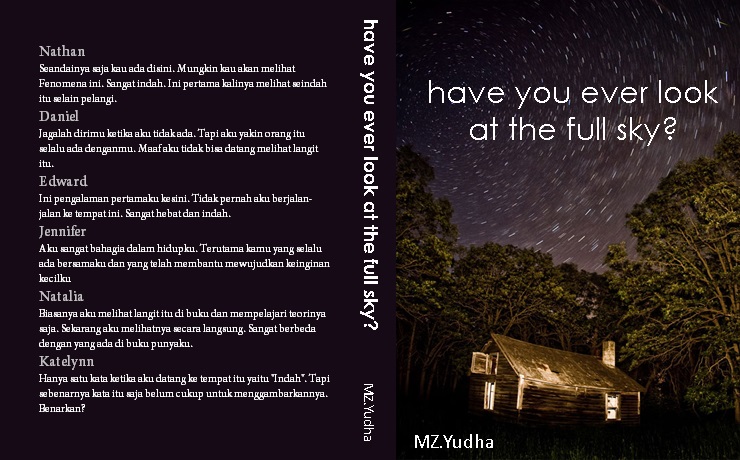 Nathan
Seandainya saja kau ada disini. Mungkin kau akan melihat
Fenomena ini. Sangat indah. Ini pertama kalinya melihat seindah
itu selain pelangi.
Daniel
Jagalah dirimu ketika aku tidak ada. Tapi aku yakin orang itu
selalu ada denganmu. Maaf aku tidak bisa datang melihat langit
itu.
Edward
Ini pengalaman pertamaku kesini. Tidak pernah aku berjalan-
jalan ke tempat ini. Sangat hebat dan indah.
Jennifer
Aku sangat bahagia dalam hidupku. Terutama kamu yang selalu
ada bersamaku dan yang telah membantu mewujudkan keinginan
kecilku
Natalia
Biasanya aku melihat langit itu di buku dan mempelajari teorinya
saja. Sekarang aku melihatnya secara langsung. Sangat berbeda
dengan yang ada di buku punyaku.
Katelynn
Hanya satu kata ketika aku datang ke tempat itu yaitu "Indah". Tapi
sebenarnya kata itu saja belum cukup untuk menggambarkannya.
Benarkan?
have you ever look at the full sky?
MZ.Yudha
have you ever look
at the full sky?
MZ.Yudha